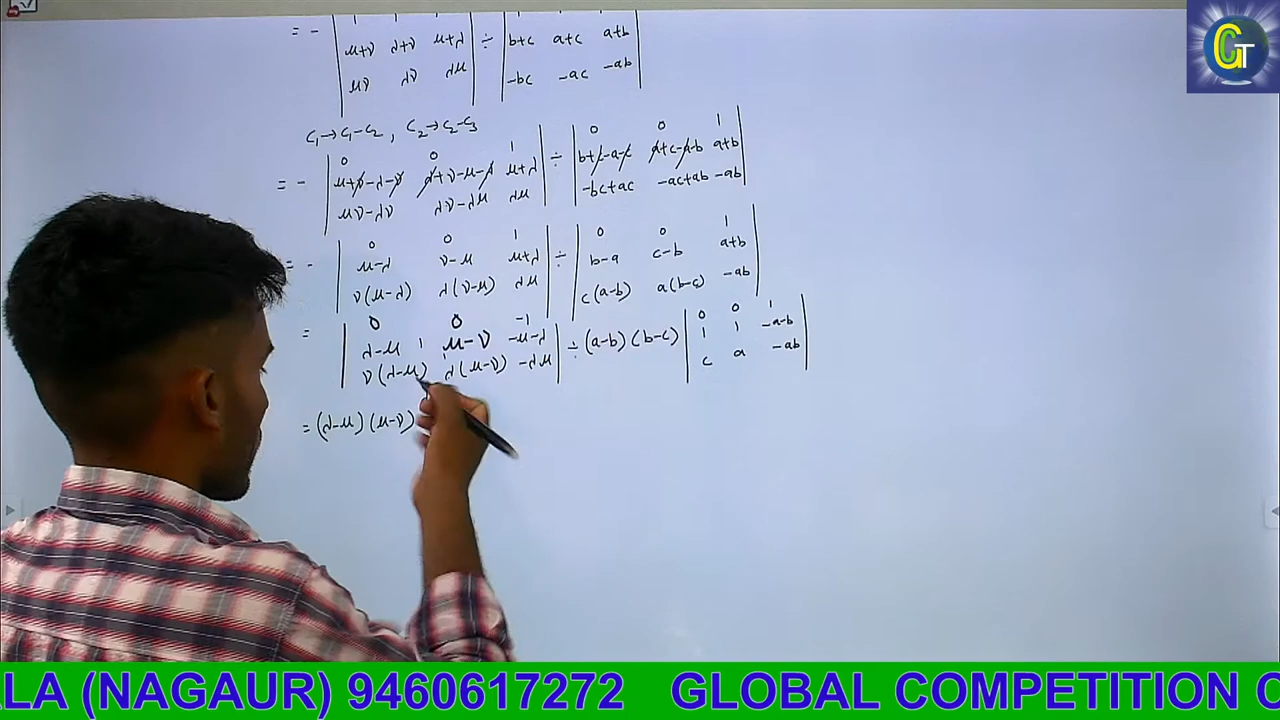 = - | μ+ν λ+ν μ+λ | ÷ | b+c a+c a+b |
| μν λν λμ | | -bc -ac -ab |
C₁→C₁-C₂ , C₂→C₂-C₃
| 0 0 1 | | 0 0 1 |
= - | μ+ν-λ-ν λ+ν-μ-λ μ+λ | ÷ | b+c-a-c a+c-a-b a+b |
| μν-λν λν-λμ λμ | | -bc+ac -ac+ab -ab |
| 0 0 1 | | 0 0 1 |
= - | μ-λ ν-μ μ+λ | ÷ | b-a c-b a+b |
| ν(μ-λ) λ(ν-μ) λμ | | c(a-b) a(b-c) -ab |
| 0 0 -1 | | 0 0 1 |
= | λ-μ 1 μ-ν -μ-λ | ÷ (a-b) (b-c) | 1 1 -a-b |
| ν(λ-μ) λ(μ-ν) -λμ | | c a -ab |
= (λ-μ) (μ-ν)
GT
LA (NAGAUR) 9460617272 GLOBAL COMPETITION C